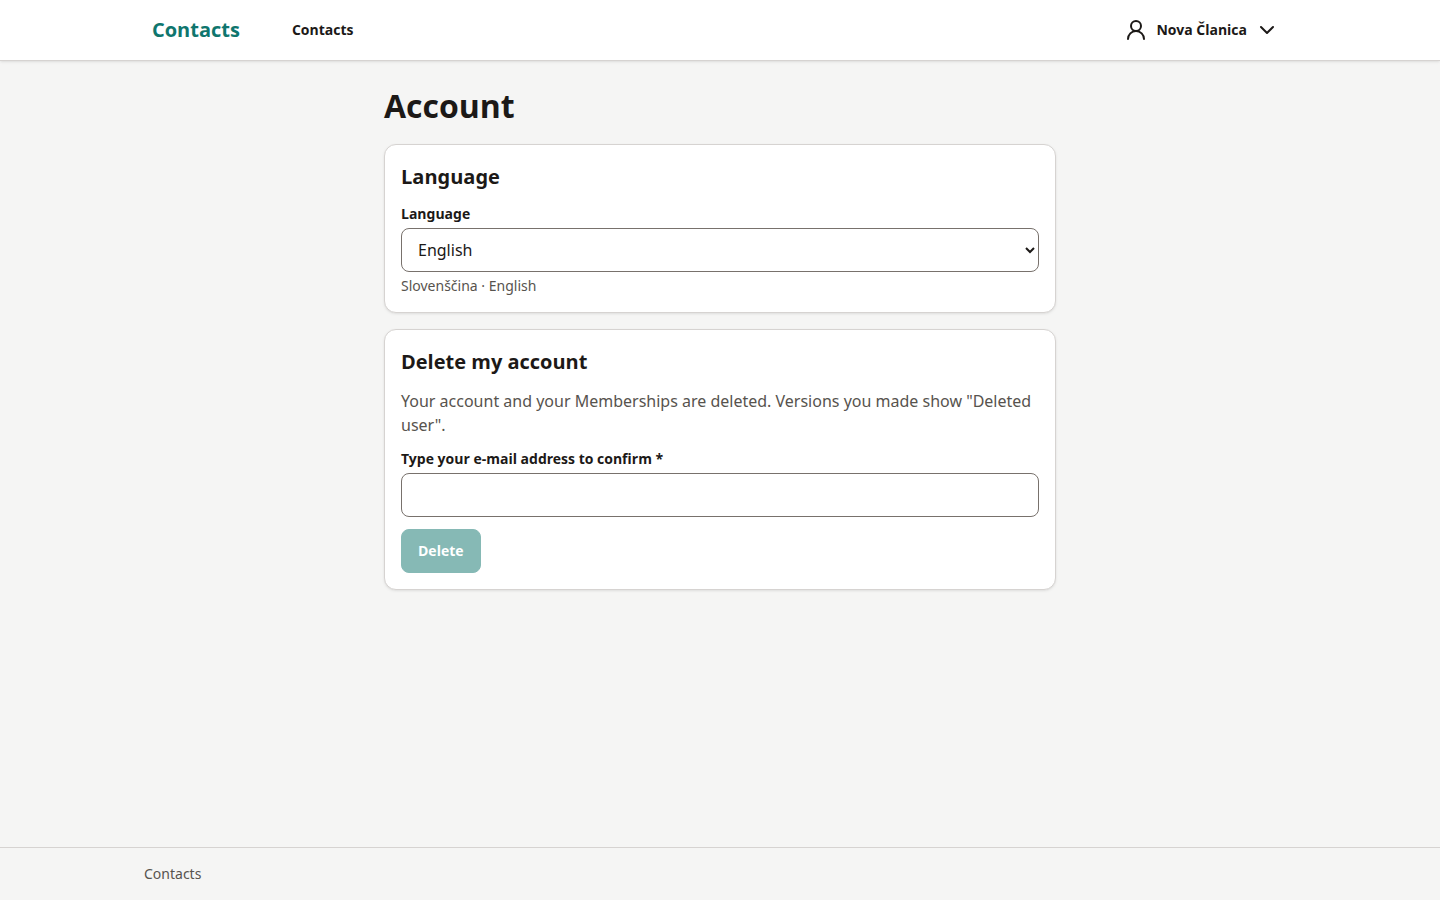 Contacts
Contacts
Nova Članica
Account
Language
Language
English
Slovenščina · English
Delete my account
Your account and your Memberships are deleted. Versions you made show "Deleted
user".
Type your e-mail address to confirm *
Delete
Contacts